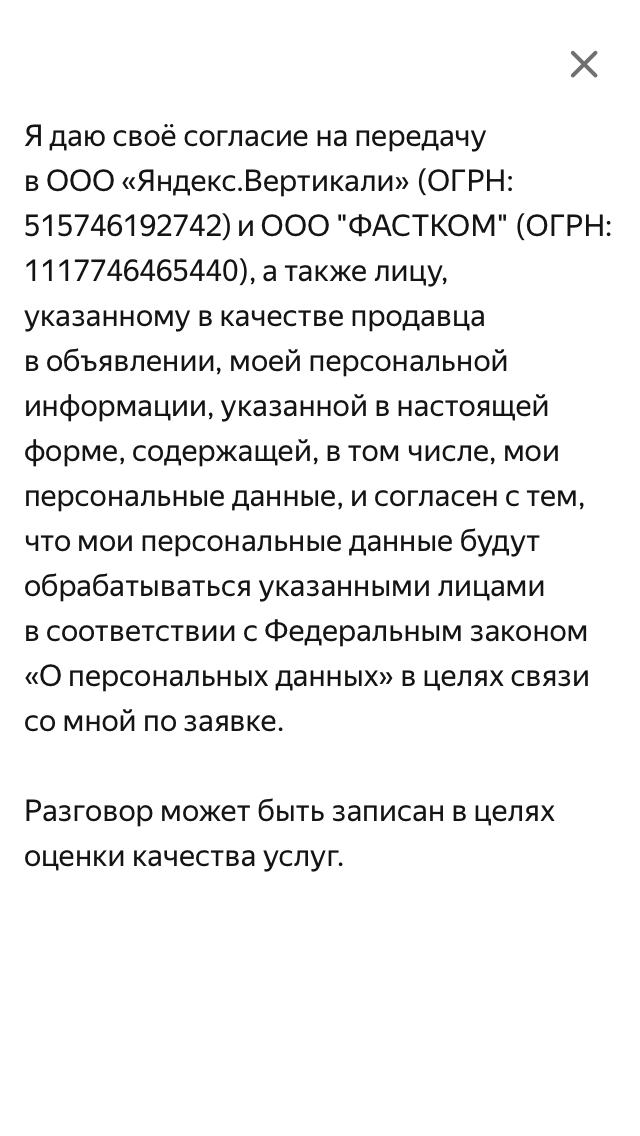 Я даю своё согласие на передачу
в ООО «Яндекс.Вертикали» (ОГРН:
515746192742) и ООО "ФАСТКОМ" (ОГРН:
1117746465440), а также лицу,
указанному в качестве продавца
в объявлении, моей персональной
информации, указанной в настоящей
форме, содержащей, в том числе, мои
персональные данные, и согласен с тем,
что мои персональные данные будут
обрабатываться указанными лицами
в соответствии с Федеральным законом
«О персональных данных» в целях связи
со мной по заявке.
Разговор может быть записан в целях
оценки качества услуг.